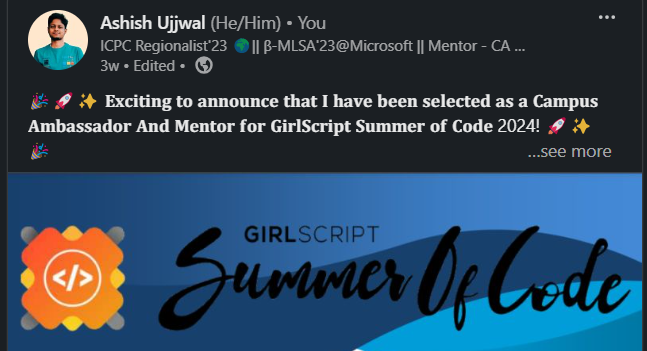 Ashish Ujjwal (He/Him) • You
ICPC Regionalist'23 🌍|| β-MLSA'23@Microsoft || Mentor - CA ...
3w • Edited •
🎉 🚀 ✨ Exciting to announce that I have been selected as a Campus
Ambassador And Mentor for GirlScript Summer of Code 2024! 🚀 ✨
🎉 ...see more
</>
GIRLSCRIPT
Summer Of Code